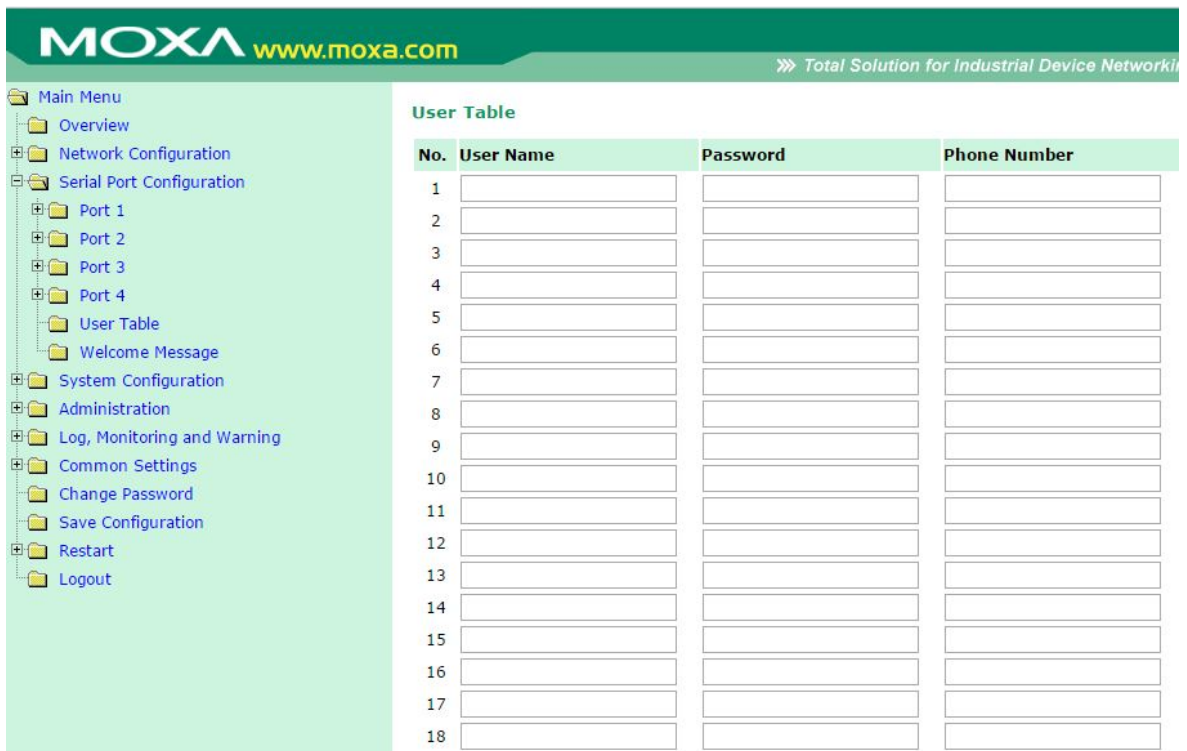 MOXA www.moxa.com
Total Solution for Industrial Device Networkin
Main Menu
Overview
Network Configuration
Serial Port Configuration
Port 1
Port 2
Port 3
Port 4
User Table
Welcome Message
System Configuration
Administration
Log, Monitoring and Warning
Common Settings
Change Password
Save Configuration
Restart
Logout
User Table
No. User Name Password Phone Number
1
2
3
4
5
6
7
8
9
10
11
12
13
14
15
16
17
18